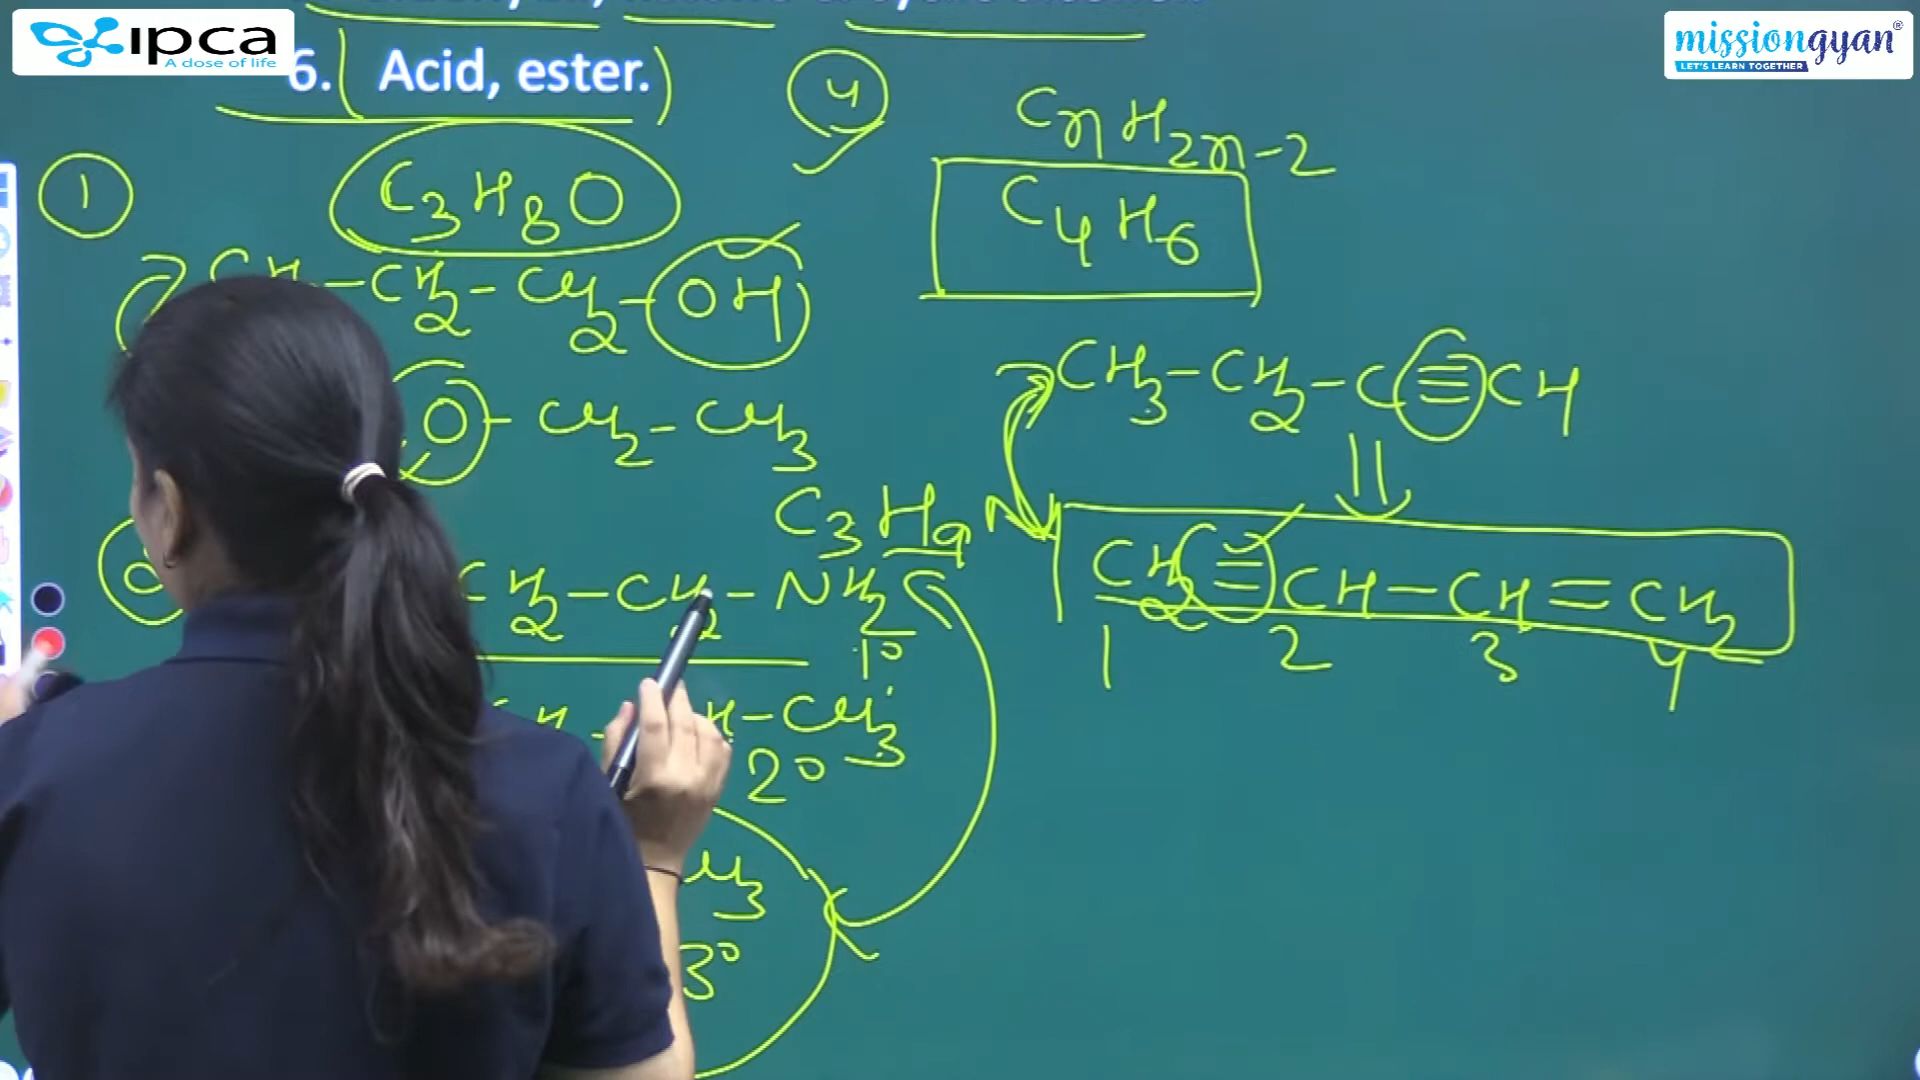 ipca
A dose of life
missiongyan®
LET'S LEARN TOGETHER
6. Acid, ester.
1
C3H8O
CH2-CH2-OH
O-CH2-CH3
C3H9N
CH2-CH2-NH2
1°
-CH3
2°
3°
4
CnH2n-2
C4H6
CH3-CH2-C≡CH
CH2=CH-CH=CH2
1 2 3 4